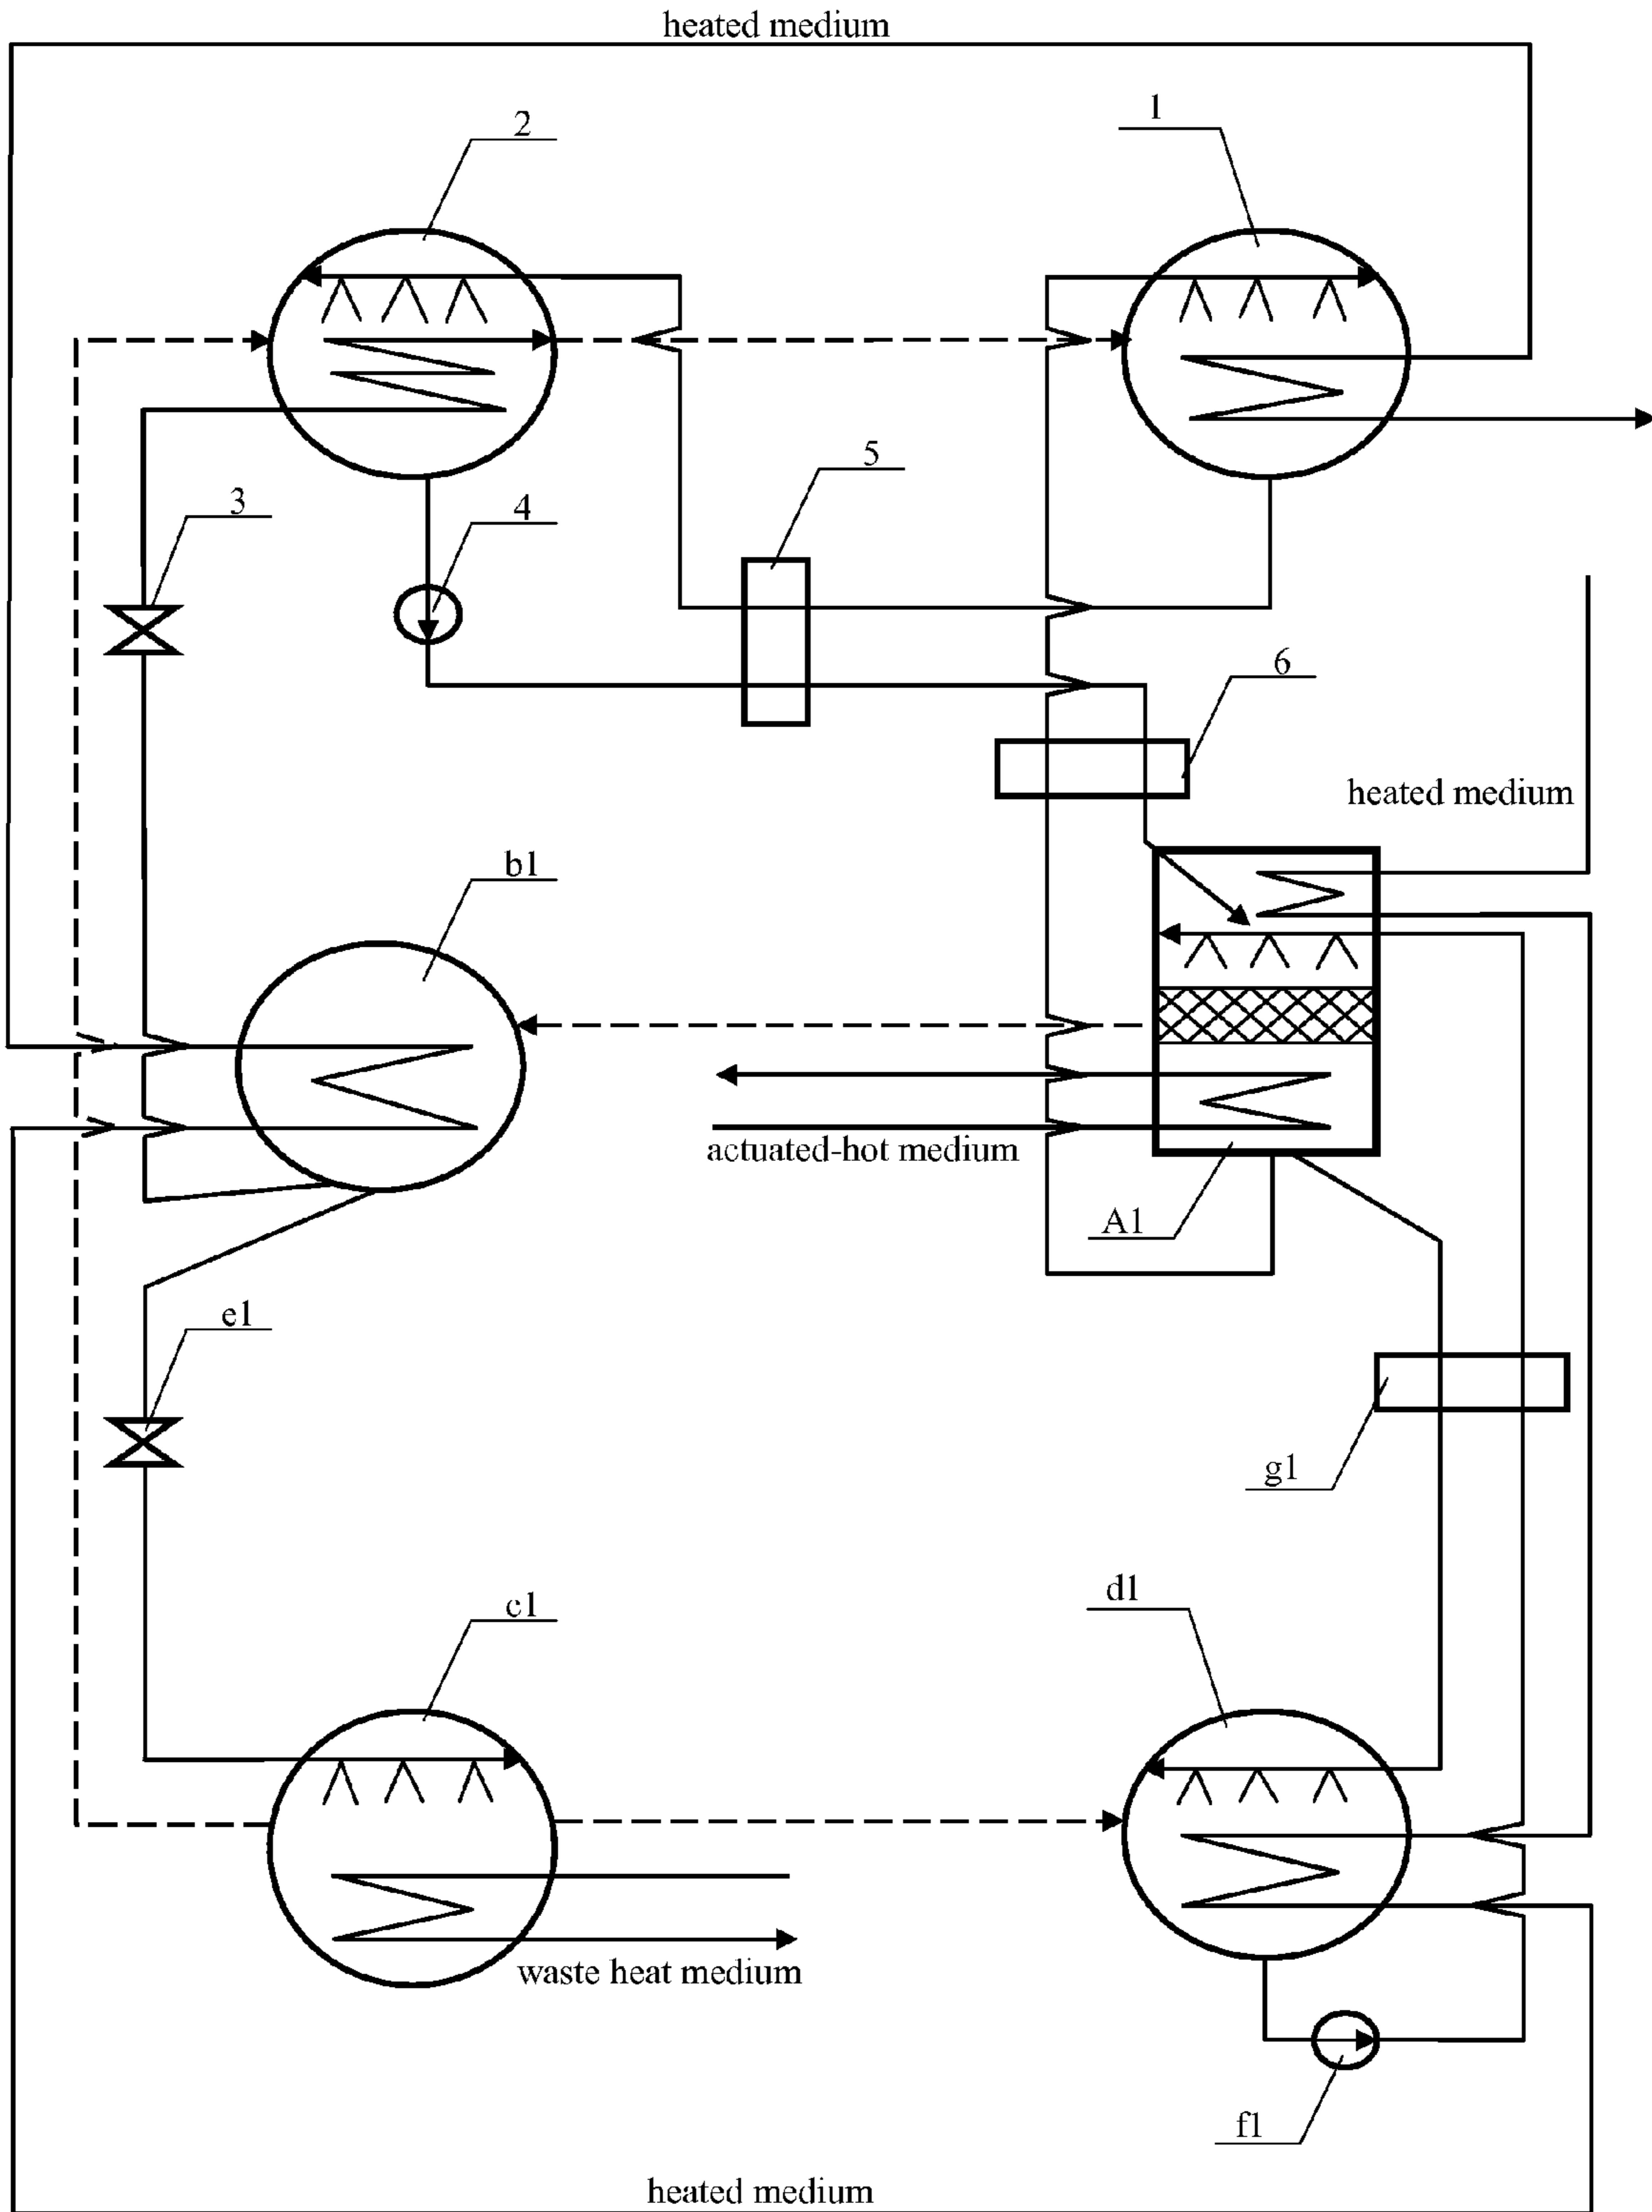 heated medium
2
1
5
3
4
6
heated medium
b1
actuated-hot medium
A1
e1
g1
d1
c1
waste heat medium
f1
heated medium